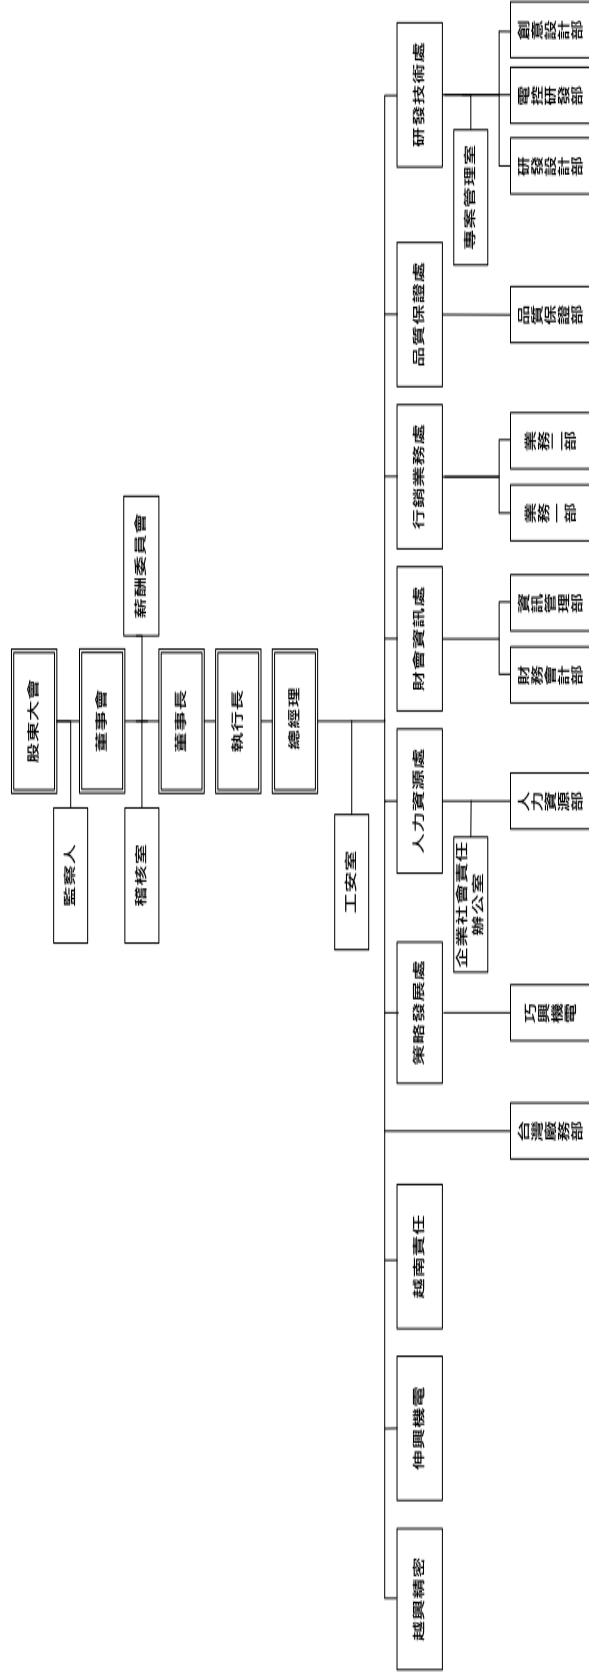 股東大會
監察人
董事會
稽核室
薪酬委員會
董事長
執行長
總經理
工安室
越興精密
伸興機電
越南責任
策略發展處
人力資源處
財會資訊處
行銷業務處
品質保證處
研發技術處
企業社會責任
辦公室
專案管理室
台灣廠務部
巧興機電
人力資源部
財務會計部
資訊管理部
業務一部
業務二部
品質保證部
研發設計部
電控研發部
創意設計部